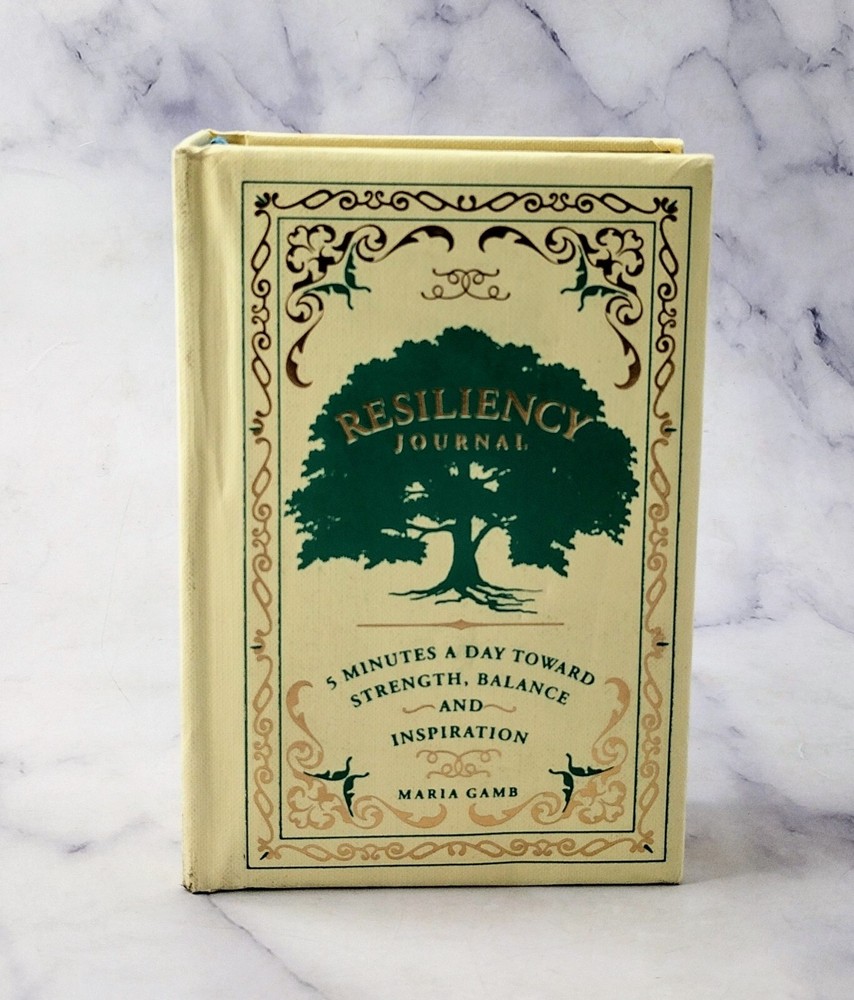 RESILIENCY
JOURNAL
5 MINUTES A DAY TOWARD
STRENGTH, BALANCE
AND
INSPIRATION
MARIA GAMB